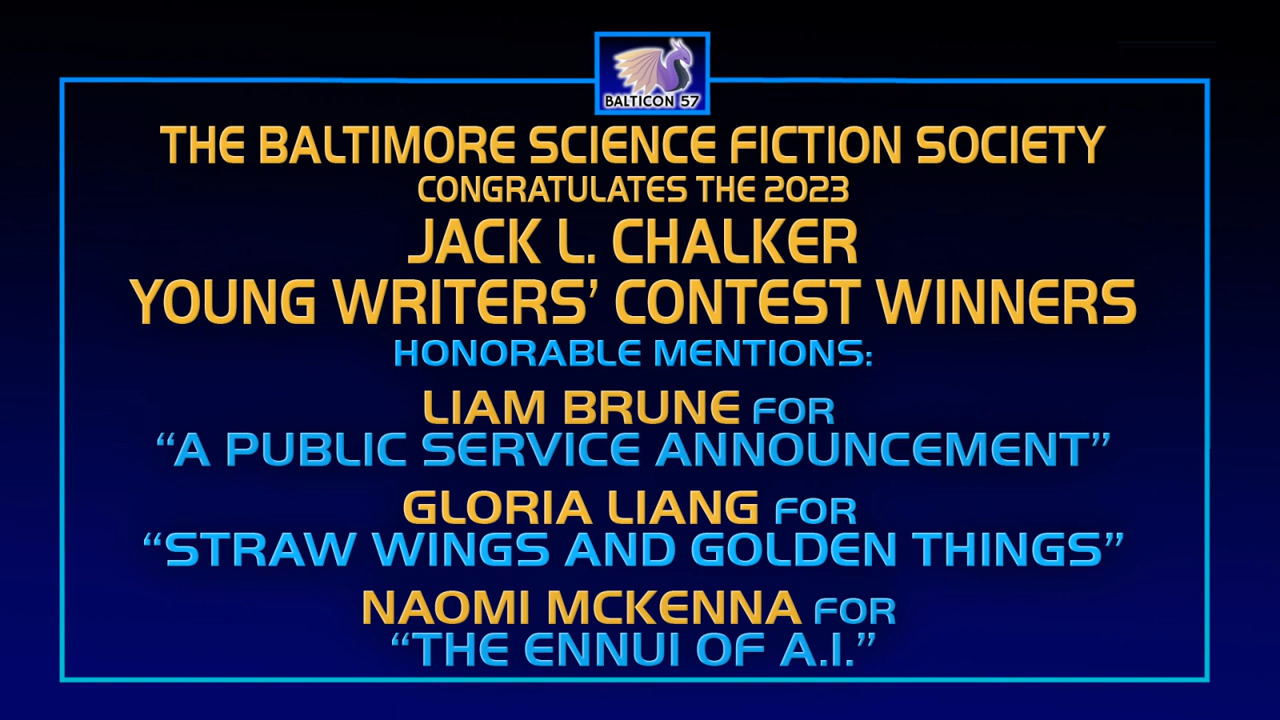 BALTICON 57
THE BALTIMORE SCIENCE FICTION SOCIETY
CONGRATULATES THE 2023
JACK L. CHALKER
YOUNG WRITERS’ CONTEST WINNERS
HONORABLE MENTIONS:
LIAM BRUNE FOR
“A PUBLIC SERVICE ANNOUNCEMENT”
GLORIA LIANG FOR
“STRAW WINGS AND GOLDEN THINGS”
NAOMI MCKENNA FOR
“THE ENNUI OF A.I.”